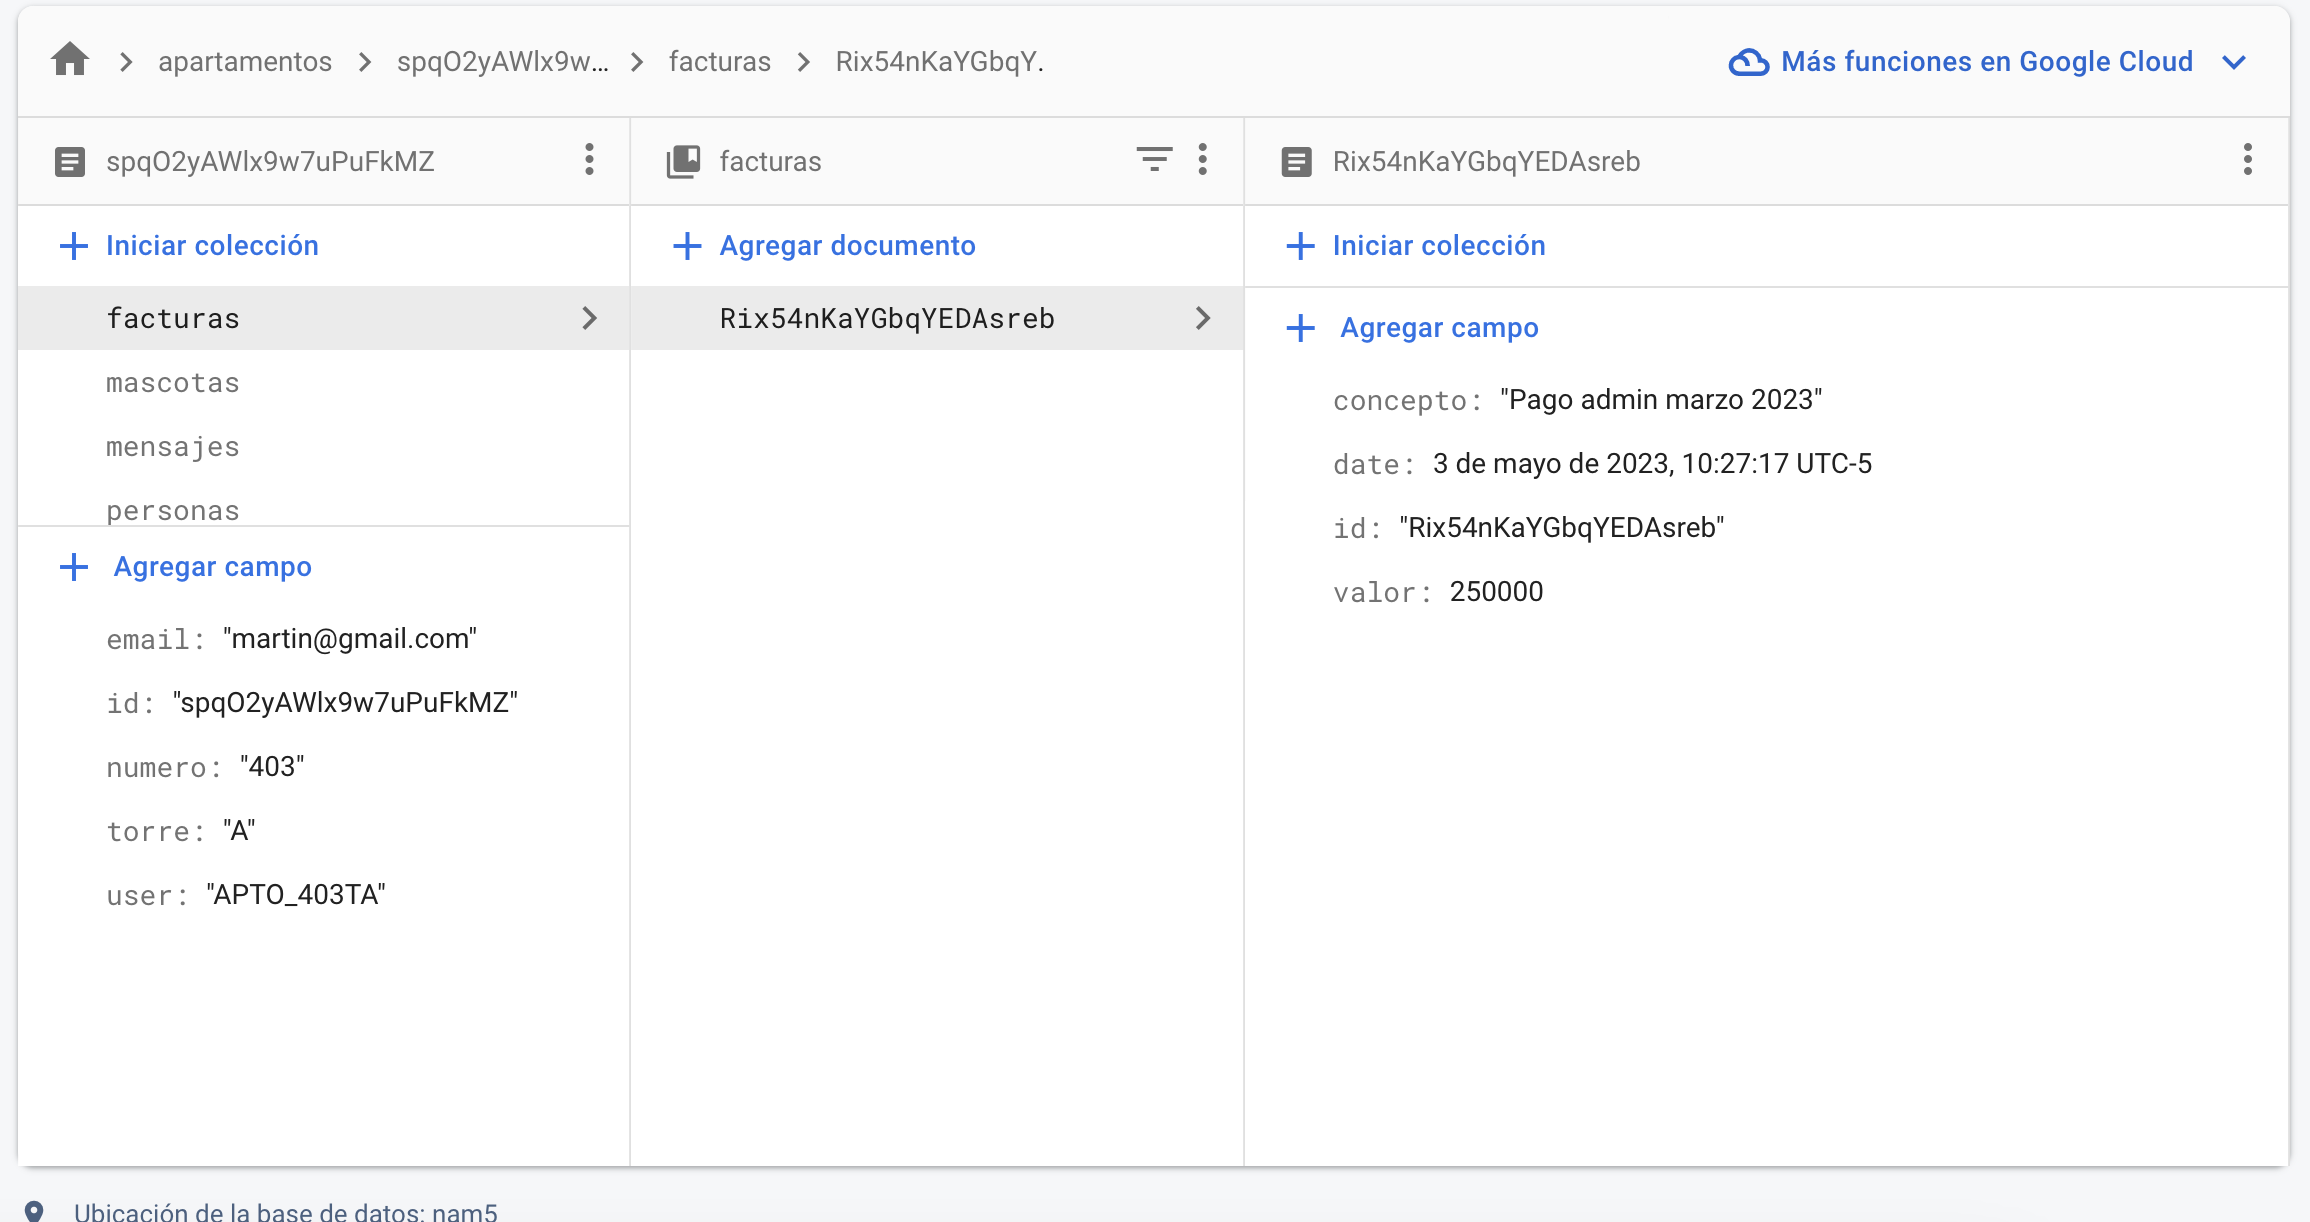 apartamentos
spqO2yAWlx9w...
facturas
Rix54nKaYGbqY.
Más funciones en Google Cloud
spqO2yAWlx9w7uPuFkMZ
facturas
Rix54nKaYGbqYEDAsreb
Iniciar colección
Agregar documento
Iniciar colección
facturas
mascotas
mensajes
personas
Agregar campo
email: "martin@gmail.com"
id: "spqO2yAWlx9w7uPuFkMZ"
numero: "403"
torre: "A"
user: "APTO_403TA"
Rix54nKaYGbqYEDAsreb
Agregar campo
concepto: "Pago admin marzo 2023"
date: 3 de mayo de 2023, 10:27:17 UTC-5
id: "Rix54nKaYGbqYEDAsreb"
valor: 250000
Ubicación de la base de datos: nam5